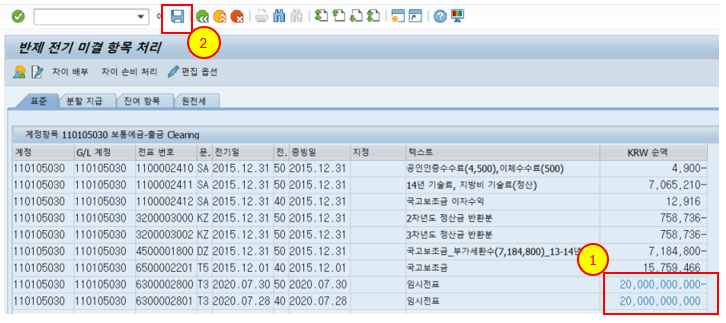 2
반제 전기 미결 항목 처리
차이 배부 차이 손비 처리 편집 옵션
표준 분할 지급 잔여 항목 원천세
계정항목 110105030 보통예금-출금 Clearing
계정 G/L 계정 전표 번호 문. 전기일 전. 증빙일 지정 텍스트 KRW 순액
110105030 110105030 1100002410 SA 2015.12.31 50 2015.12.31 공인인증수수료(4,500),이체수수료(500) 4,900-
110105030 110105030 1100002411 SA 2015.12.31 50 2015.12.31 14년 기술료, 지방비 기술료(정산) 7,065,210-
110105030 110105030 1100002412 SA 2015.12.31 40 2015.12.31 국고보조금 이자수익 12,916
110105030 110105030 3200003000 KZ 2015.12.31 50 2015.12.31 2차년도 정산금 반환분 758,736-
110105030 110105030 3200003002 KZ 2015.12.31 50 2015.12.31 3차년도 정산금 반환분 758,736-
110105030 110105030 4500001800 DZ 2015.12.31 50 2015.12.31 국고보조금_부가세환수(7,184,800)_13-14년 7,184,800-
1
110105030 110105030 6500002201 T5 2015.12.01 40 2015.12.01 국고보조금 15,759,466
110105030 110105030 6300002800 T3 2020.07.30 50 2020.07.30 임시전표 20,000,000,000-
110105030 110105030 6300002801 T3 2020.07.28 40 2020.07.28 임시전표 20,000,000,000